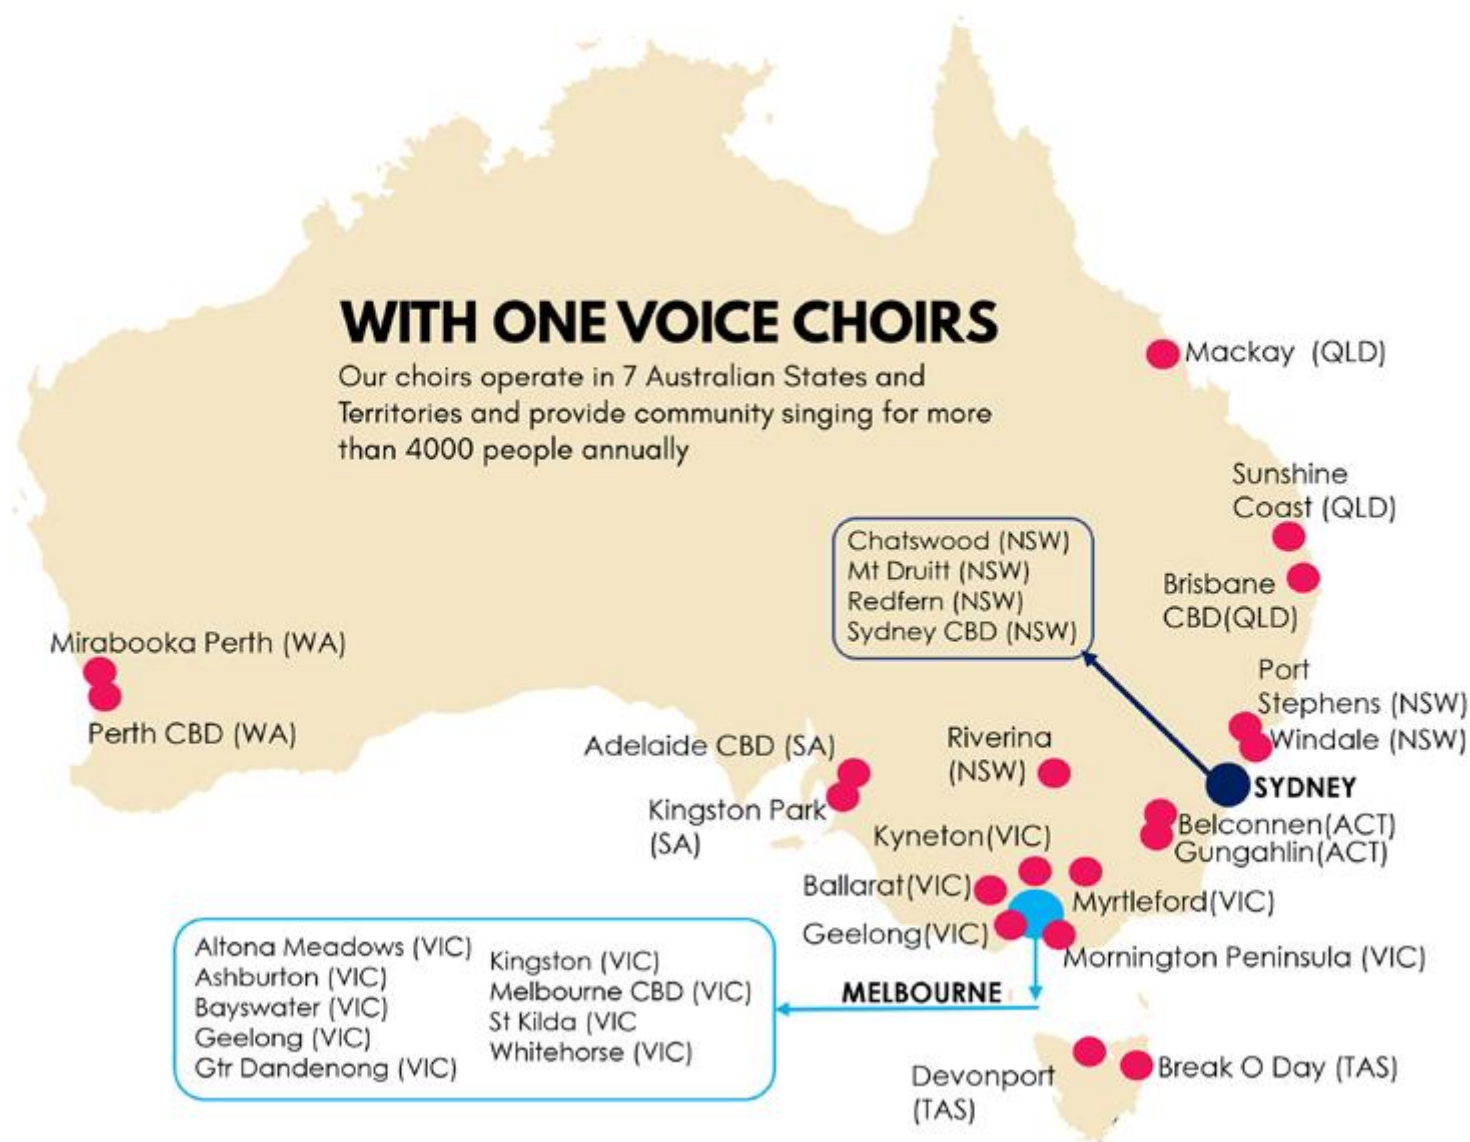 WITH ONE VOICE CHOIRS
Our choirs operate in 7 Australian States and
Territories and provide community singing for more
than 4000 people annually
Mackay (QLD)
Sunshine
Coast (QLD)
Brisbane
CBD(QLD)
Chatswood (NSW)
Mt Druitt (NSW)
Redfern (NSW)
Sydney CBD (NSW)
Mirabooka Perth (WA)
Perth CBD (WA)
Port
Stephens (NSW)
Windale (NSW)
SYDNEY
Adelaide CBD (SA)
Kingston Park
(SA)
Riverina
(NSW)
Belconnen(ACT)
Gungahlin(ACT)
Kyneton(VIC)
Ballarat(VIC)
Myrtleford(VIC)
Geelong(VIC)
Mornington Peninsula (VIC)
MELBOURNE
Altona Meadows (VIC)
Ashburton (VIC)
Bayswater (VIC)
Geelong (VIC)
Gtr Dandenong (VIC)
Kingston (VIC)
Melbourne CBD (VIC)
St Kilda (VIC
Whitehorse (VIC)
Devonport
(TAS)
Break O Day (TAS)